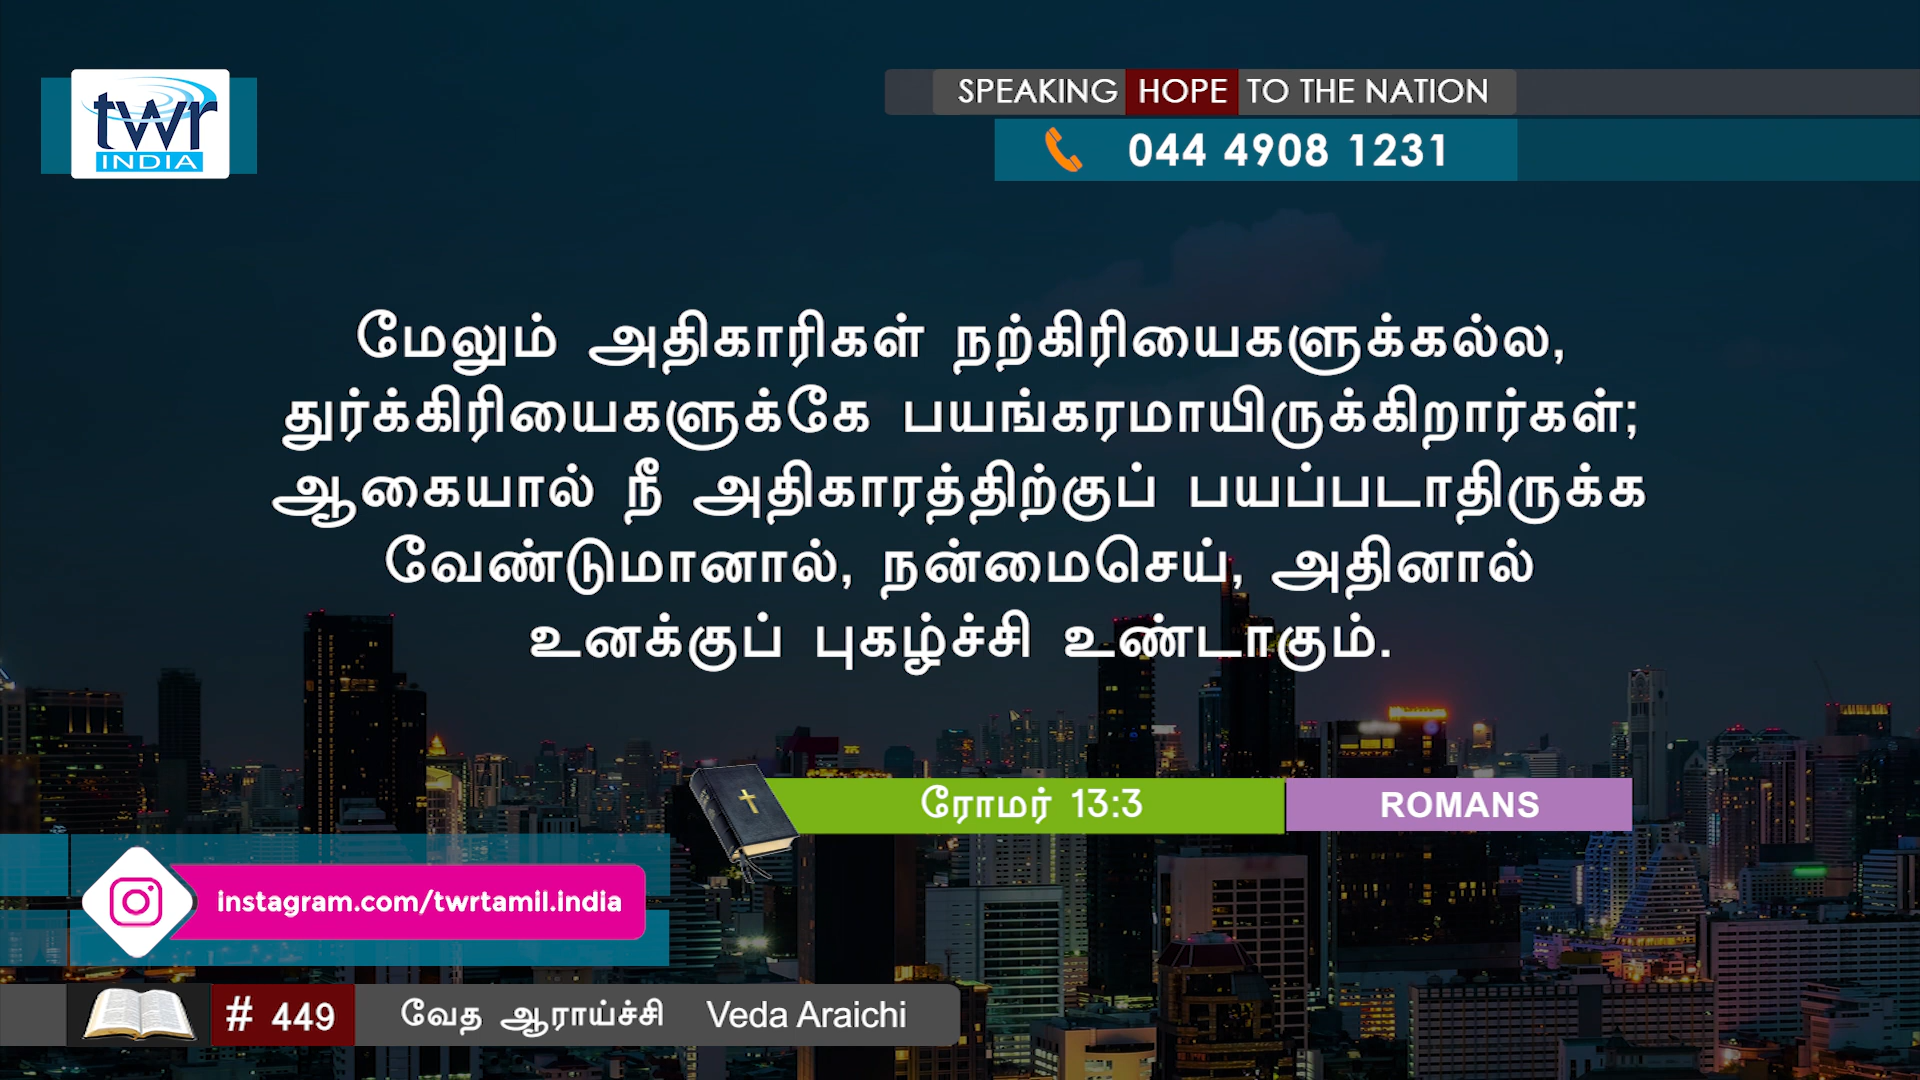 twr
INDIA
SPEAKING HOPE TO THE NATION
044 4908 1231
மேலும் அதிகாரிகள் நற்கிரியைகளுக்கல்ல,
துர்க்கிரியைகளுக்கே பயங்கரமாயிருக்கிறார்கள்;
ஆகையால் நீ அதிகாரத்திற்குப் பயப்படாதிருக்க
வேண்டுமானால், நன்மைசெய், அதினால்
உனக்குப் புகழ்ச்சி உண்டாகும்.
ரோமர் 13:3 ROMANS
instagram.com/twrtamil.india
# 449 வேத ஆராய்ச்சி Veda Araichi